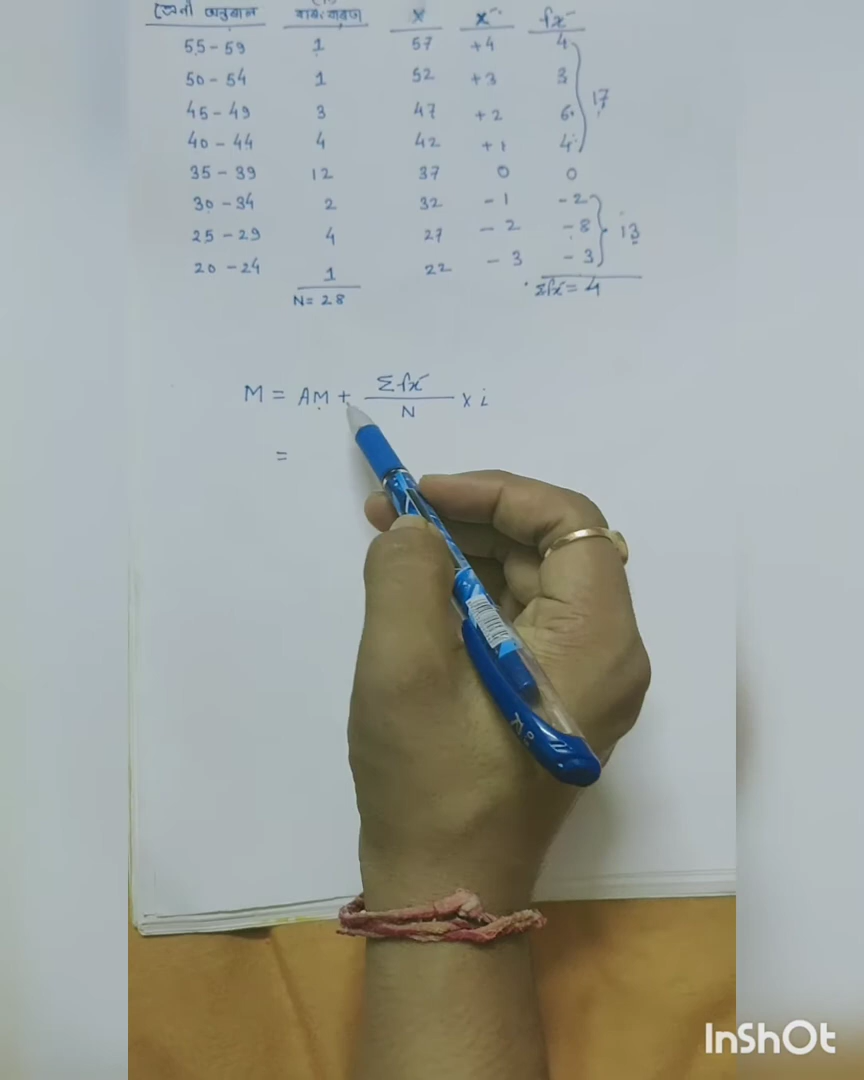 শ্রেণী x x' fx'
55-59 1 57 +4 4
50-54 1 52 +3 3
45-49 3 47 +2 6 17
40-44 4 42 +1 4
35-39 12 37 0 0
30-34 2 32 -1 -2
25-29 4 27 -2 -8 13
20-24 1 22 -3 -3
N=28 Σfx'=4
M = AM + Σfx' / N x i
=
InShOt